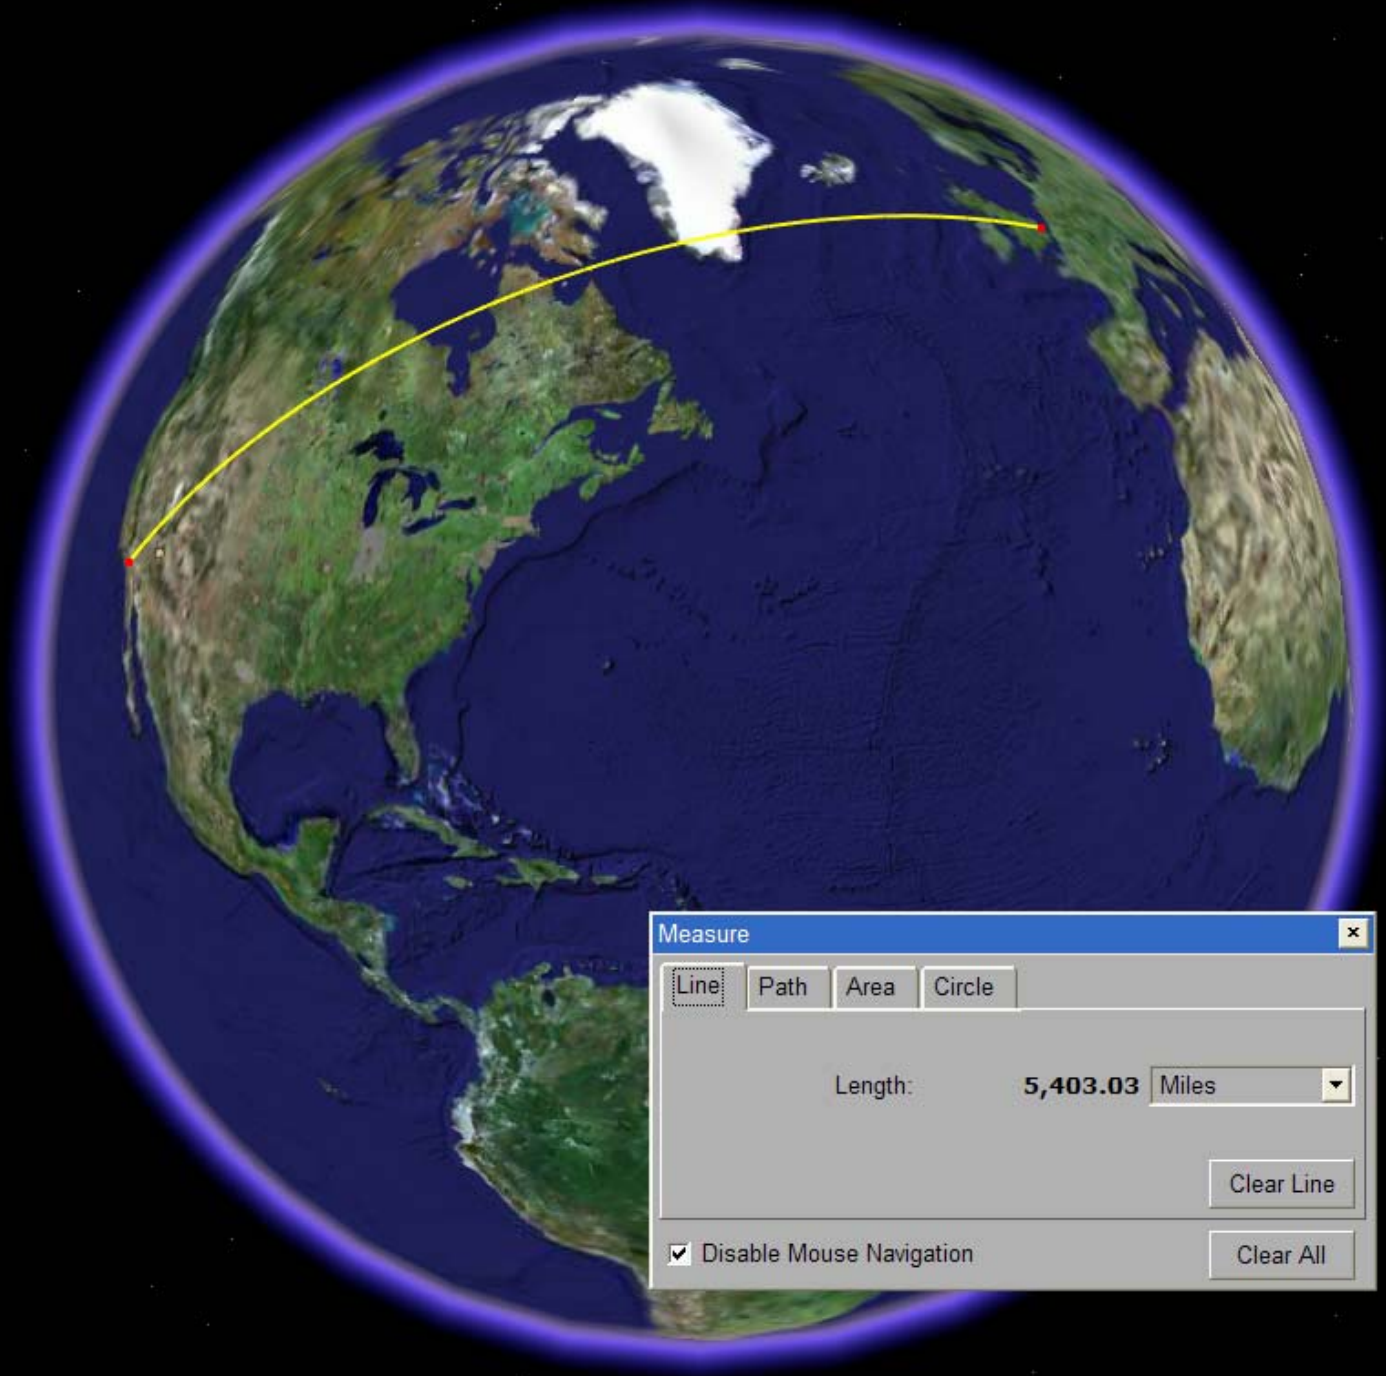 Measure
Line Path Area Circle
Length: 5,403.03 Miles
Clear Line
Disable Mouse Navigation Clear All